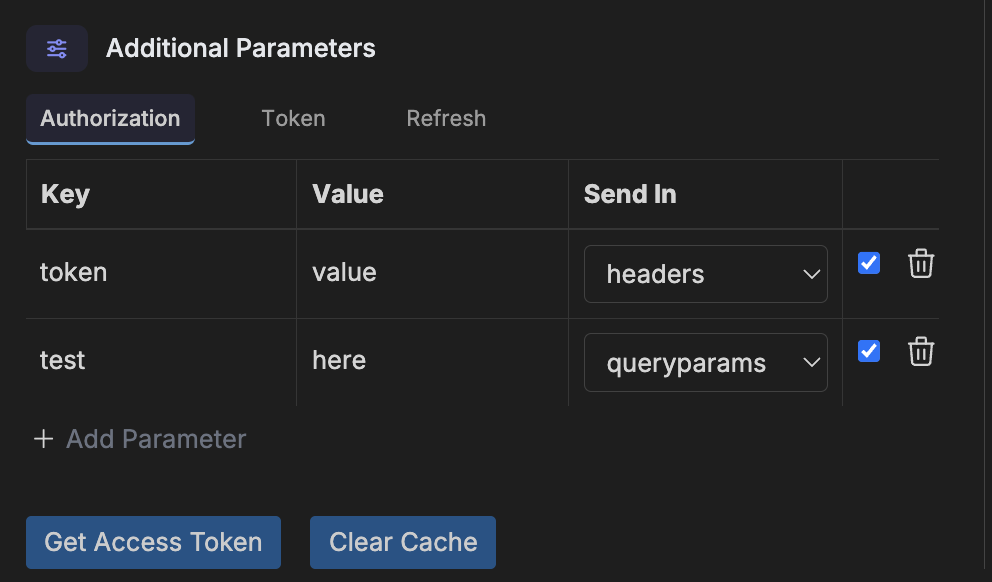 Additional Parameters
Authorization Token Refresh
Key Value Send In
token value headers
test here queryparams
+ Add Parameter
Get Access Token Clear Cache